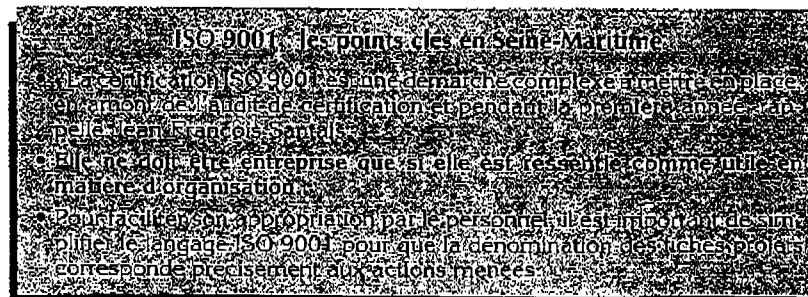 ISO 9001 : les points clés en Seine-Maritime
• La certification ISO 9001 est une démarche complexe à mettre en place
en amont de l'audit de certification et pendant la première année, rap-
pelle Jean-François
• Elle ne doit être entreprise que si elle est ressentie comme utile en
matière d'organisation.
• Pour faciliter son appropriation par le personnel, il est important de sim-
plifier le langage ISO 9001 pour que la dénomination des fiches projets
corresponde précisément aux actions menées.